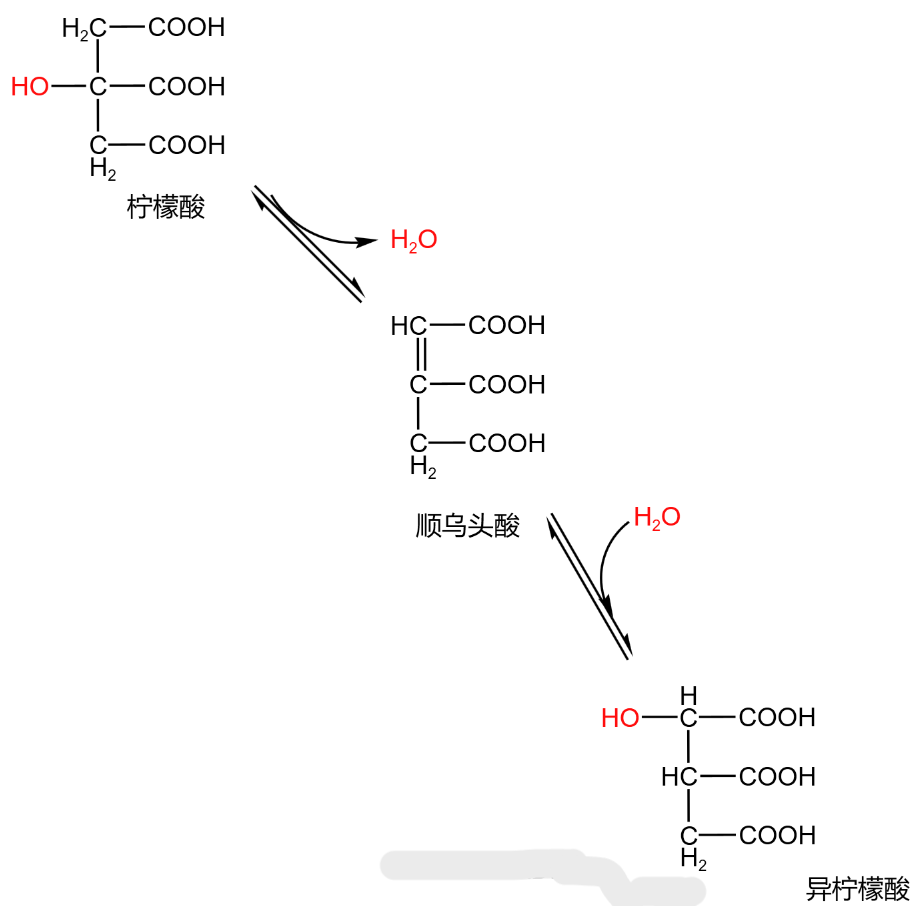 H₂C—COOH
HO—C—COOH
C—COOH
H₂
柠檬酸
H₂O
HC—COOH
C—COOH
C—COOH
H₂
顺乌头酸
H₂O
H
HO—C—COOH
HC—COOH
C—COOH
H₂
异柠檬酸